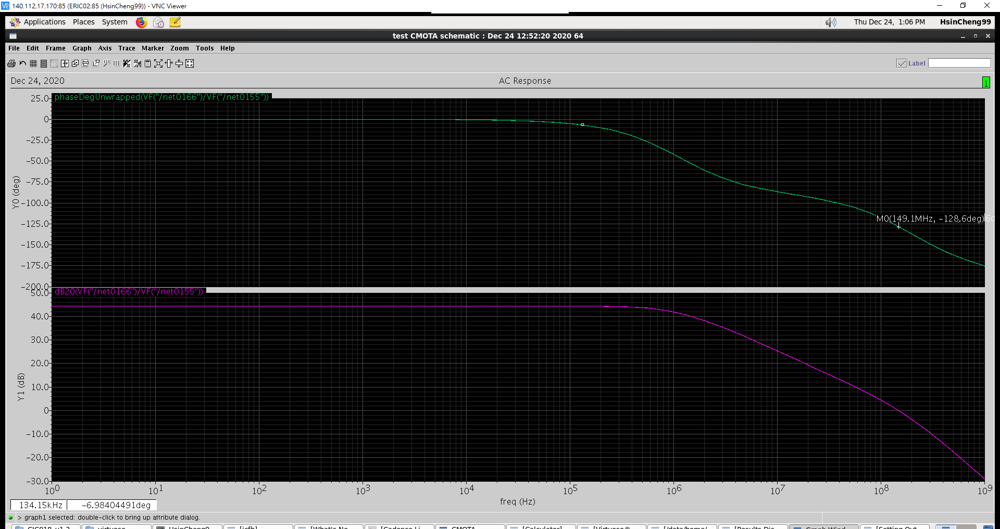 140.112.17.170:85 (ERIC02:85 (HsinCheng99)) - VNC Viewer
Applications Places System Thu Dec 24, 1:06 PM HsinCheng99
test CMOTA schematic : Dec 24 12:52:20 2020 64
File Edit Frame Graph Axis Trace Marker Zoom Tools Help
Label
Dec 24, 2020 AC Response 1
phaseDegUnwrapped(VF("/net0166")/VF("/net0155"))
25.0
0
-25.0
-50.0
-75.0
-100.0
-125.0
-150.0
-175.0
-200.0
Y0 (deg)
M0(149.1MHz, -128.6deg)
dB20(VF("/net0166")/VF("/net0155"))
50.0
40.0
30.0
20.0
10.0
0
-10.0
-20.0
-30.0
Y1 (dB)
10^0 10^1 10^2 10^3 10^4 10^5 10^6 10^7 10^8 10^9
freq (Hz)
134.15kHz -6.98404491deg
> graph1 selected: double-click to bring up attribute dialog.